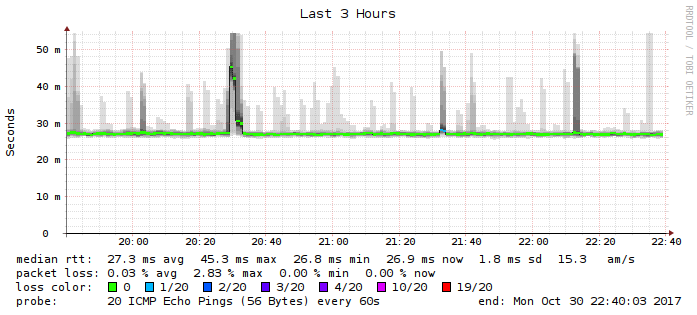 Last 3 Hours
RRDTOOL / TOBI OETIKER
Seconds
50 m
40 m
30 m
20 m
10 m
0
20:00 20:20 20:40 21:00 21:20 21:40 22:00 22:20 22:40
median rtt: 27.3 ms avg 45.3 ms max 26.8 ms min 26.9 ms now 1.8 ms sd 15.3 am/s
packet loss: 0.03 % avg 2.83 % max 0.00 % min 0.00 % now
loss color: 0 1/20 2/20 3/20 4/20 10/20 19/20
probe: 20 ICMP Echo Pings (56 Bytes) every 60s end: Mon Oct 30 22:40:03 2017